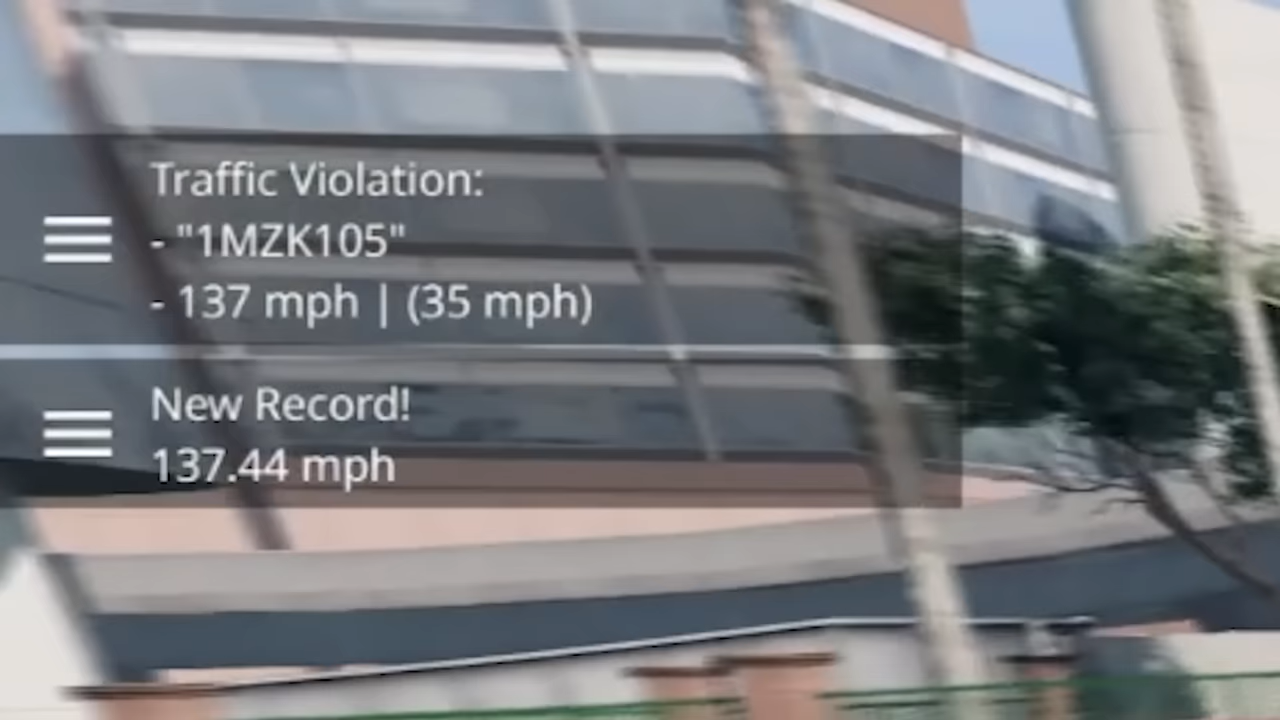 Traffic Violation:
- "1MZK105"
- 137 mph | (35 mph)
New Record!
137.44 mph